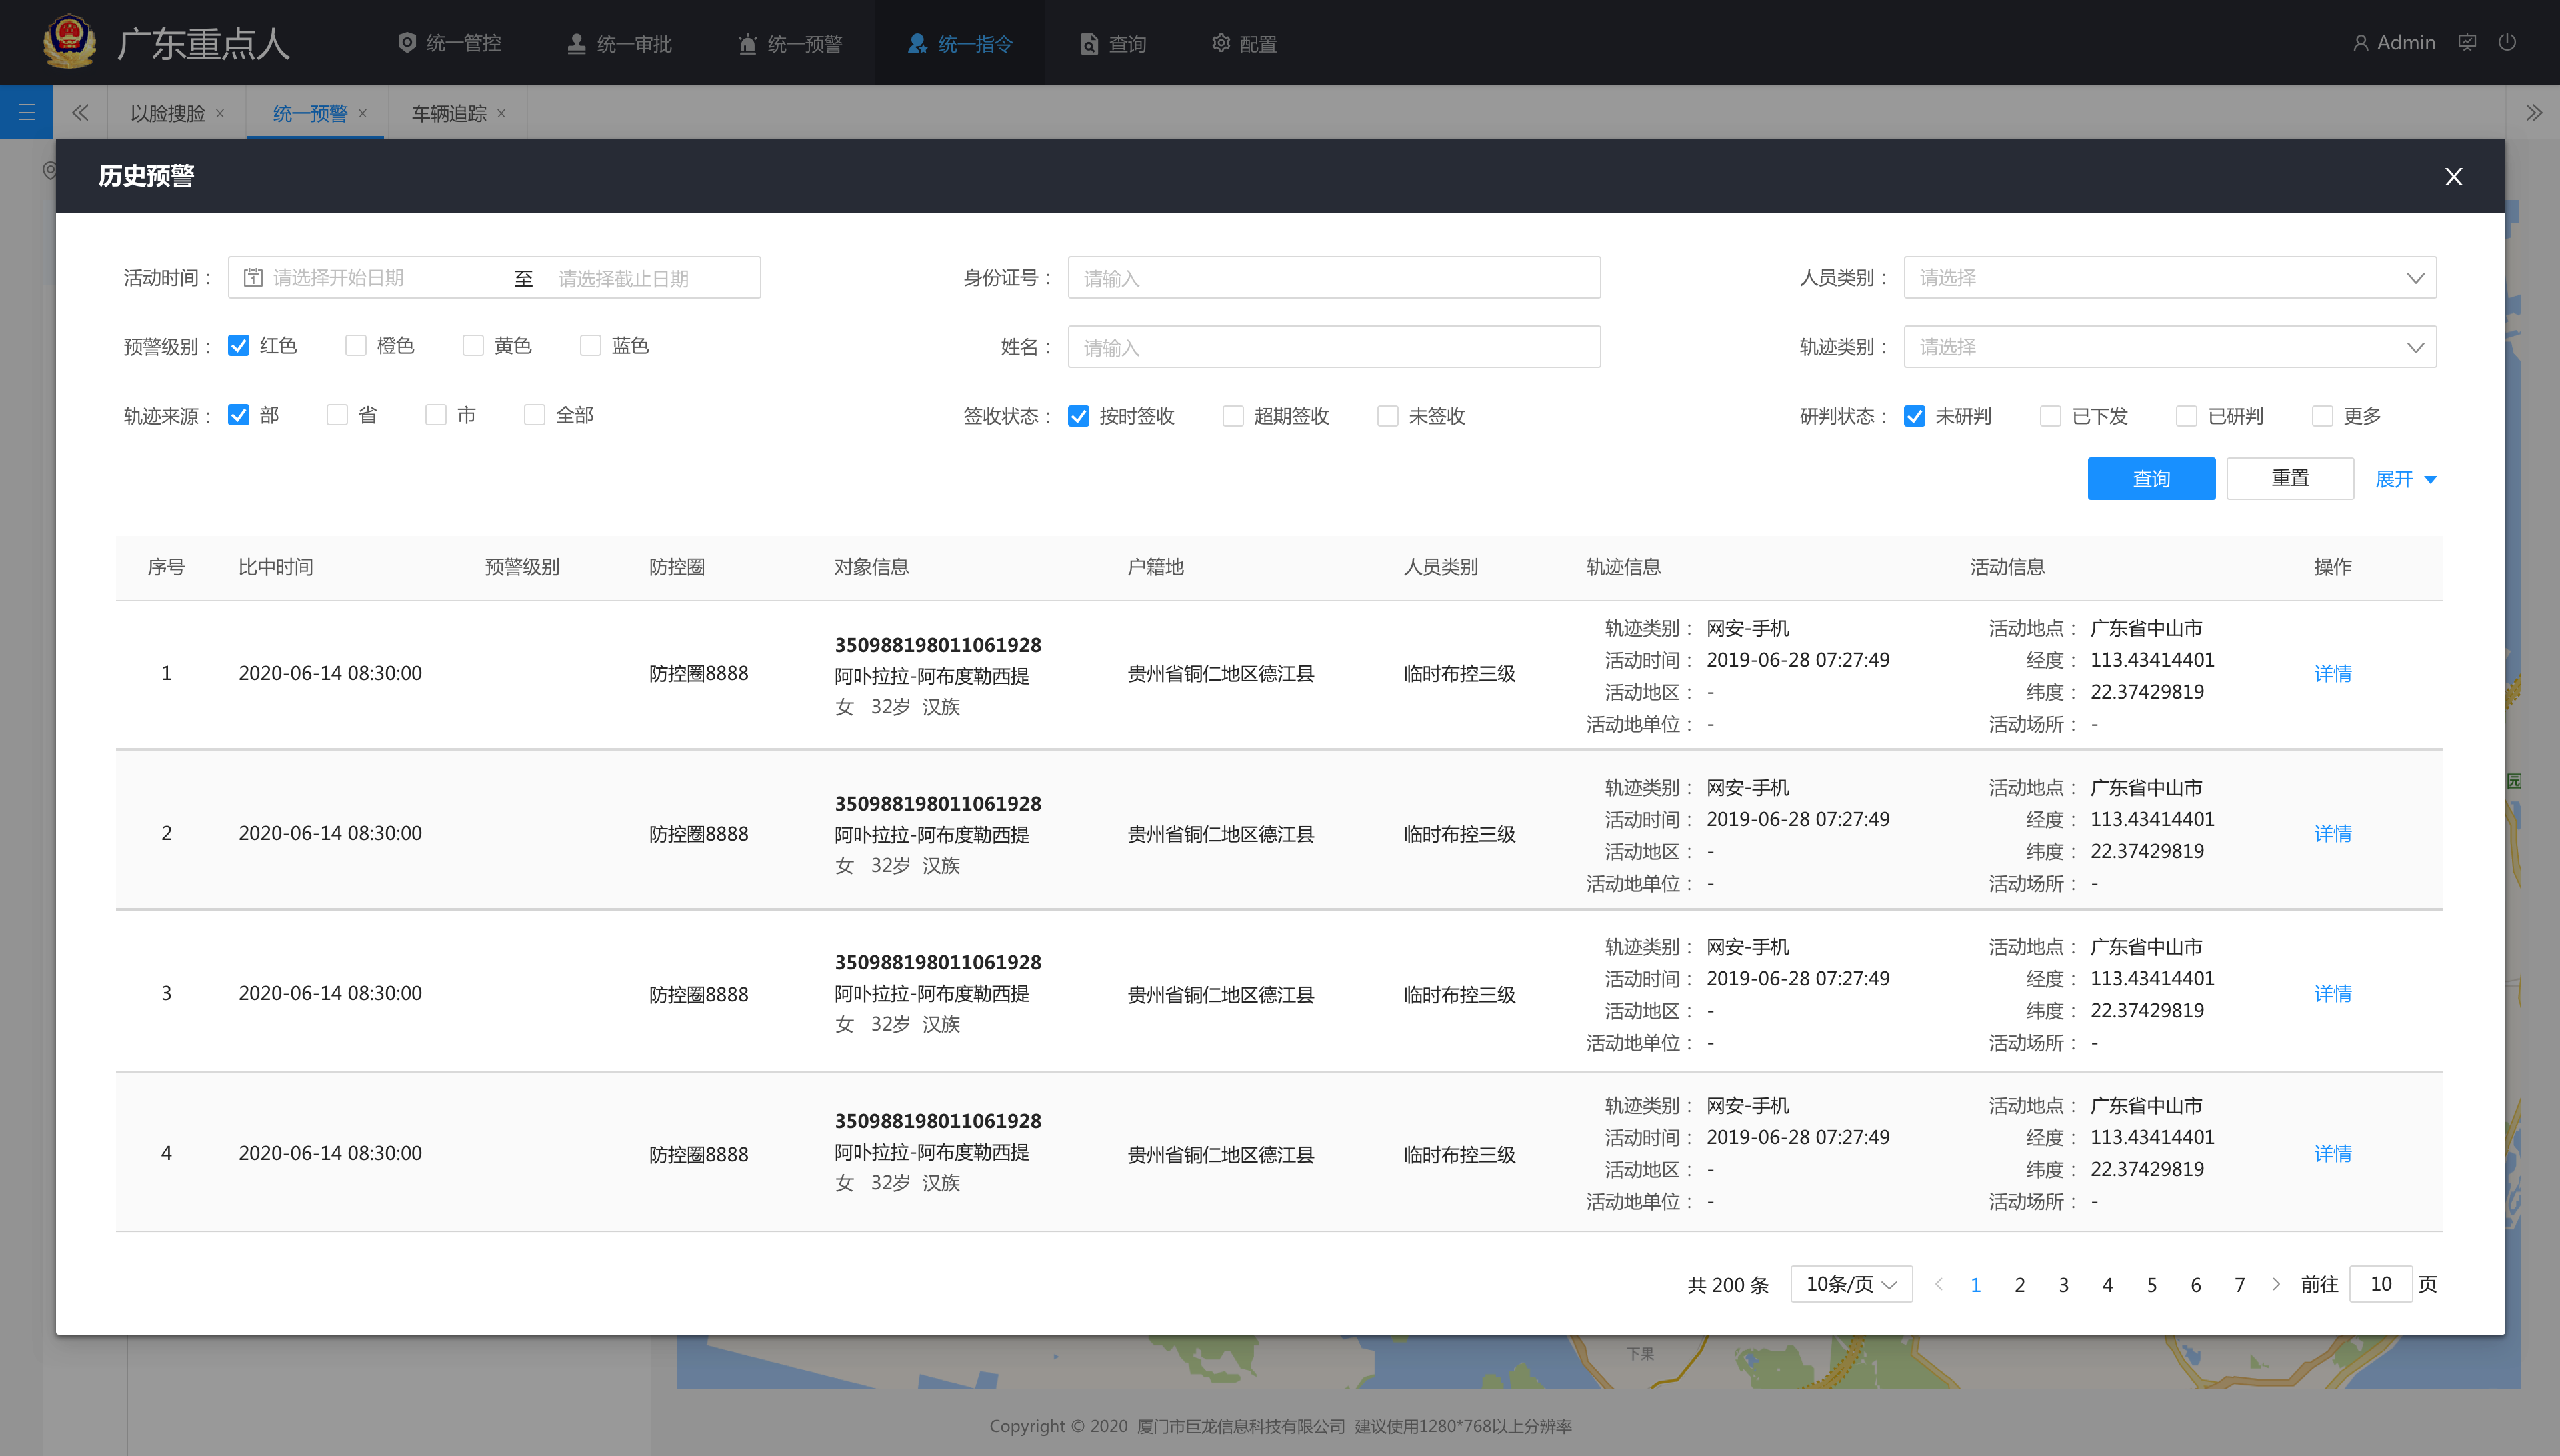 广东重点人 统一管控 统一审批 统一预警 统一指令 查询 配置 Admin
以脸搜脸 × 统一预警 × 车辆追踪 ×
历史预警
活动时间： 请选择开始日期 至 请选择截止日期 身份证号： 请输入 人员类别： 请选择
预警级别： 红色 橙色 黄色 蓝色 姓名： 请输入 轨迹类别： 请选择
轨迹来源： 部 省 市 全部 签收状态： 按时签收 超期签收 未签收 研判状态： 未研判 已下发 已研判 更多
查询 重置 展开
序号 比中时间 预警级别 防控圈 对象信息 户籍地 人员类别 轨迹信息 活动信息 操作
1 2020-06-14 08:30:00 防控圈8888
350988198011061928
阿卟拉拉-阿布度勒西提
女 32岁 汉族
贵州省铜仁地区德江县 临时布控三级
轨迹类别： 网安-手机
活动时间： 2019-06-28 07:27:49
活动地区： -
活动地单位： -
活动地点： 广东省中山市
经度： 113.43414401
纬度： 22.37429819
活动场所： -
详情
2 2020-06-14 08:30:00 防控圈8888
350988198011061928
阿卟拉拉-阿布度勒西提
女 32岁 汉族
贵州省铜仁地区德江县 临时布控三级
轨迹类别： 网安-手机
活动时间： 2019-06-28 07:27:49
活动地区： -
活动地单位： -
活动地点： 广东省中山市
经度： 113.43414401
纬度： 22.37429819
活动场所： -
详情
3 2020-06-14 08:30:00 防控圈8888
350988198011061928
阿卟拉拉-阿布度勒西提
女 32岁 汉族
贵州省铜仁地区德江县 临时布控三级
轨迹类别： 网安-手机
活动时间： 2019-06-28 07:27:49
活动地区： -
活动地单位： -
活动地点： 广东省中山市
经度： 113.43414401
纬度： 22.37429819
活动场所： -
详情
4 2020-06-14 08:30:00 防控圈8888
350988198011061928
阿卟拉拉-阿布度勒西提
女 32岁 汉族
贵州省铜仁地区德江县 临时布控三级
轨迹类别： 网安-手机
活动时间： 2019-06-28 07:27:49
活动地区： -
活动地单位： -
活动地点： 广东省中山市
经度： 113.43414401
纬度： 22.37429819
活动场所： -
详情
园
共 200 条 10条/页 1 2 3 4 5 6 7 前往 10 页
下果
Copyright © 2020 厦门市巨龙信息科技有限公司 建议使用1280*768以上分辨率